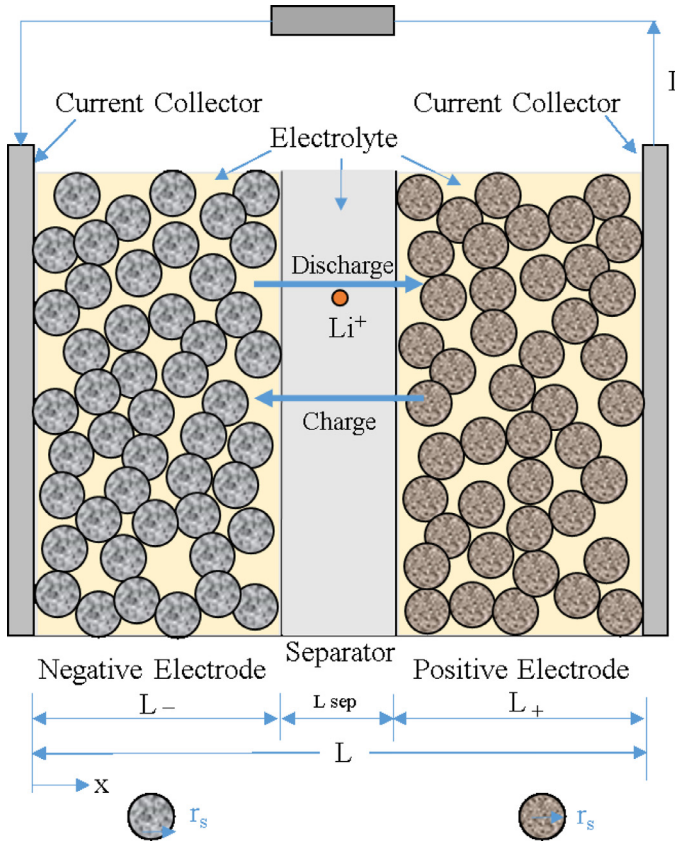 I
Current Collector
Current Collector
Electrolyte
Discharge
Li⁺
Charge
Separator
Negative Electrode
Positive Electrode
L₋
L sep
L₊
L
x
rₛ
rₛ